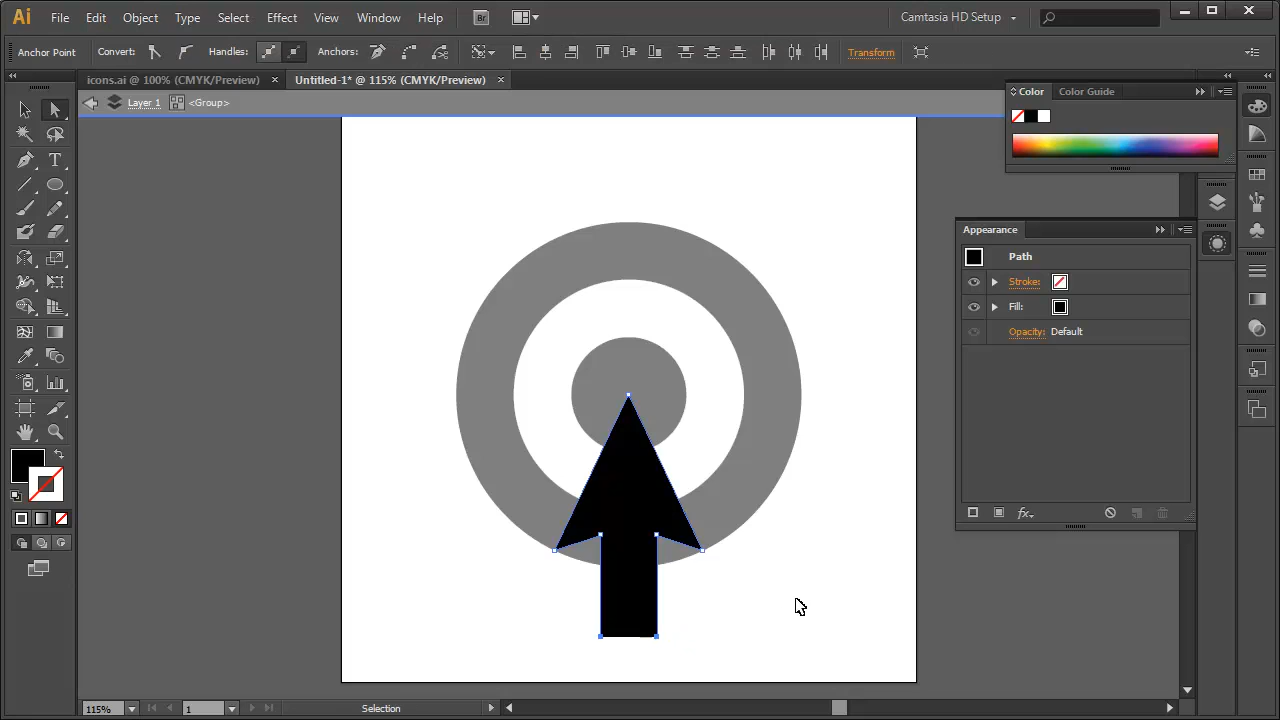 Ai File Edit Object Type Select Effect View Window Help Br Camtasia HD Setup
Anchor Point Convert: Handles: Anchors: Transform
icons.ai @ 100% (CMYK/Preview) Untitled-1* @ 115% (CMYK/Preview)
Layer 1 <Group>
Color Color Guide
T
Appearance
Path
Stroke:
Fill:
Opacity: Default
fx
115% 1 Selection